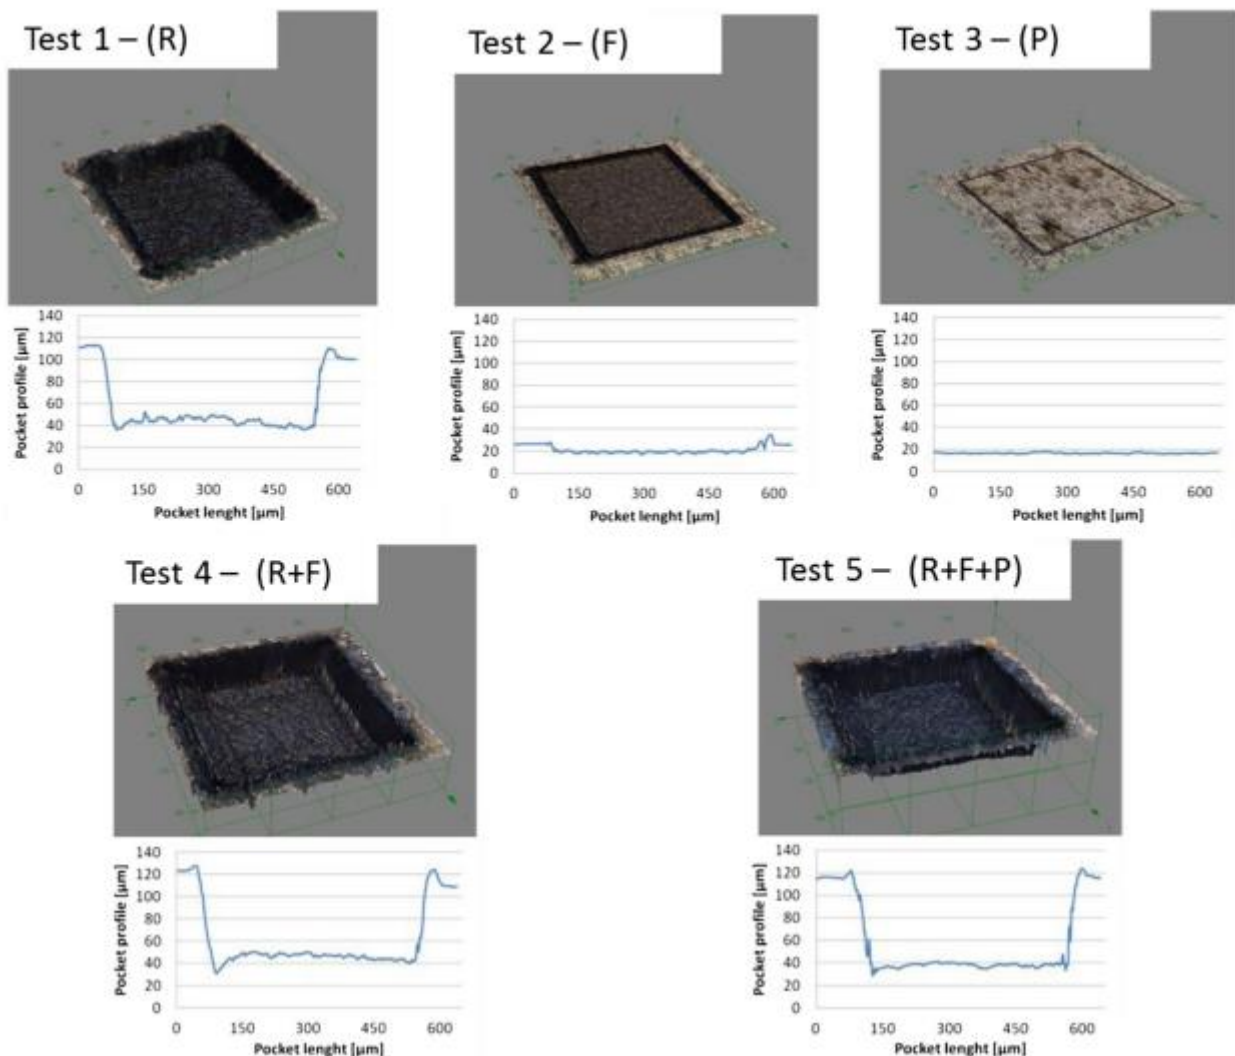 Test 1 – (R)
Test 2 – (F)
Test 3 – (P)
Pocket profile [µm]
140
120
100
80
60
40
20
0
0 150 300 450 600
Pocket lenght [µm]
Pocket profile [µm]
140
120
100
80
60
40
20
0
0 150 300 450 600
Pocket lenght [µm]
Pocket profile [µm]
140
120
100
80
60
40
20
0
0 150 300 450 600
Pocket lenght [µm]
Test 4 – (R+F)
Test 5 – (R+F+P)
Pocket profile [µm]
140
120
100
80
60
40
20
0
0 150 300 450 600
Pocket lenght [µm]
Pocket profile [µm]
140
120
100
80
60
40
20
0
0 150 300 450 600
Pocket lenght [µm]